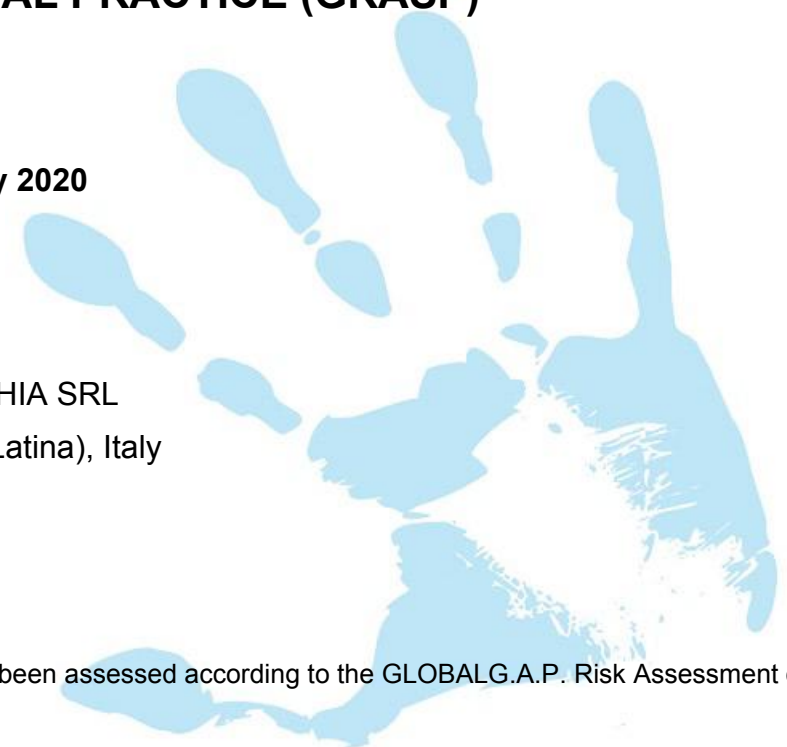 AL PRACTICE (GRASP)
y 2020
HIA SRL
Latina), Italy
been assessed according to the GLOBALG.A.P. Risk Assessment